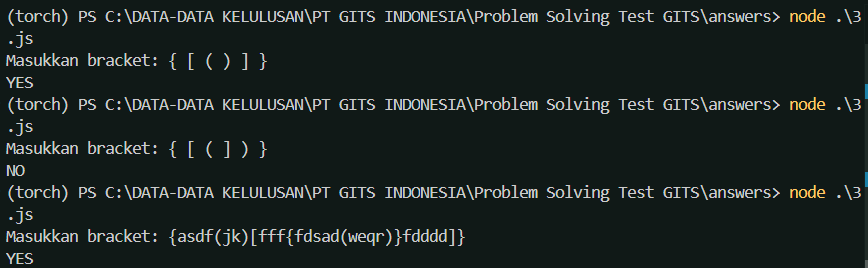 (torch) PS C:\DATA-DATA KELULUSAN\PT GITS INDONESIA\Problem Solving Test GITS\answers> node .\3
.js
Masukkan bracket: { [ ( ) ] }
YES
(torch) PS C:\DATA-DATA KELULUSAN\PT GITS INDONESIA\Problem Solving Test GITS\answers> node .\3
.js
Masukkan bracket: { [ ( ] ) }
NO
(torch) PS C:\DATA-DATA KELULUSAN\PT GITS INDONESIA\Problem Solving Test GITS\answers> node .\3
.js
Masukkan bracket: {asdf(jk)[fff{fdsad(weqr)}fdddd]}
YES